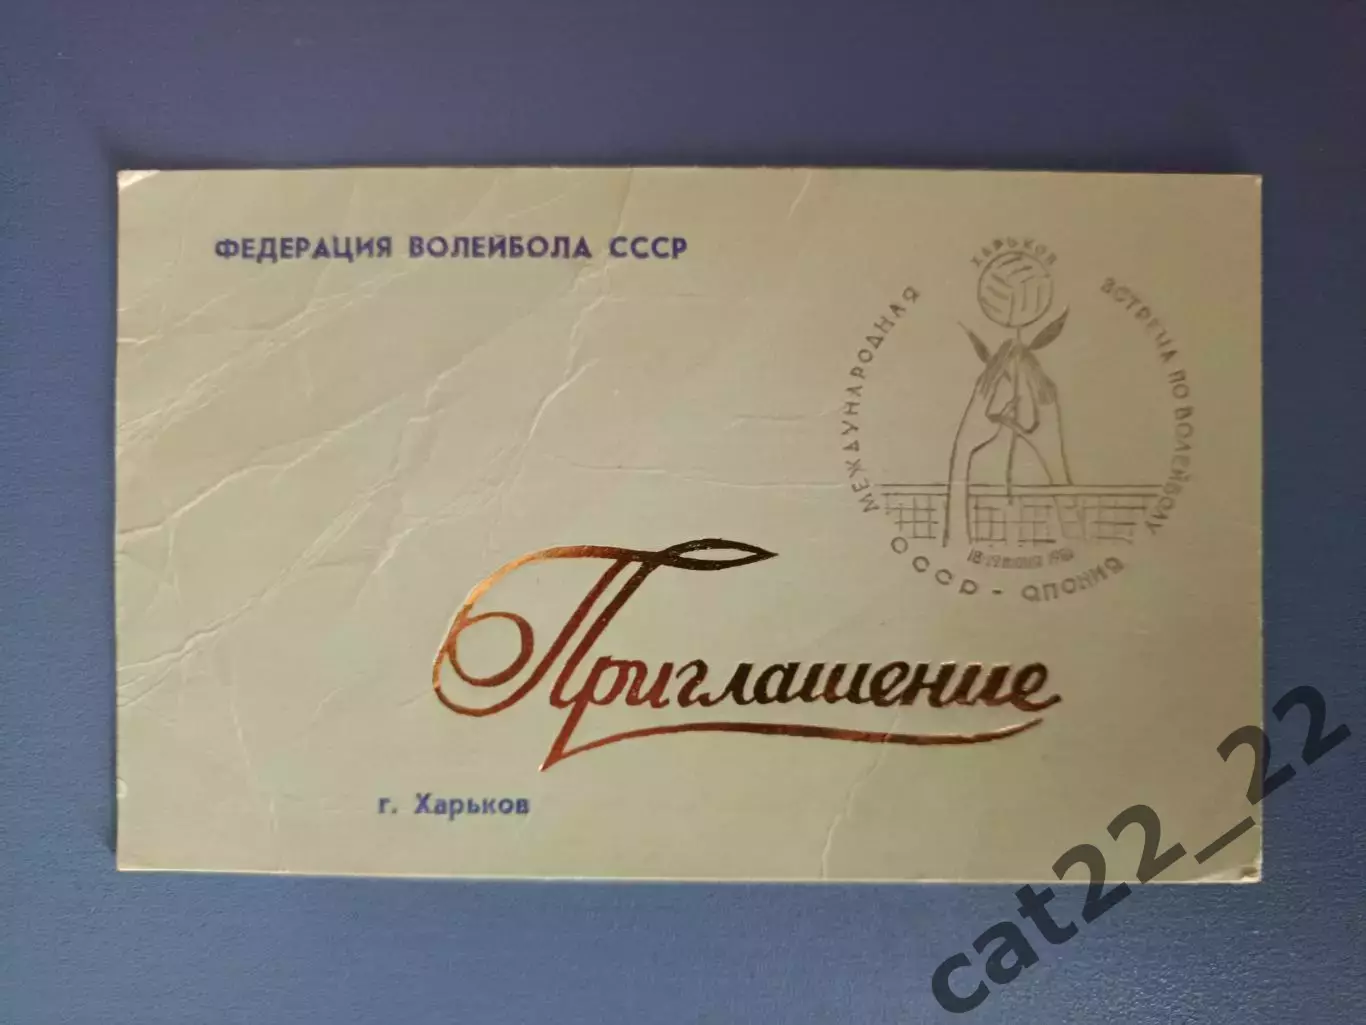 ФЕДЕРАЦИЯ ВОЛЕЙБОЛА СССР
ХАРЬКОВ
МЕЖДУНАРОДНАЯ ВСТРЕЧА ПО ВОЛЕЙБОЛУ
СССР - ЯПОНИЯ
Приглашение
г. Харьков
cat22_22